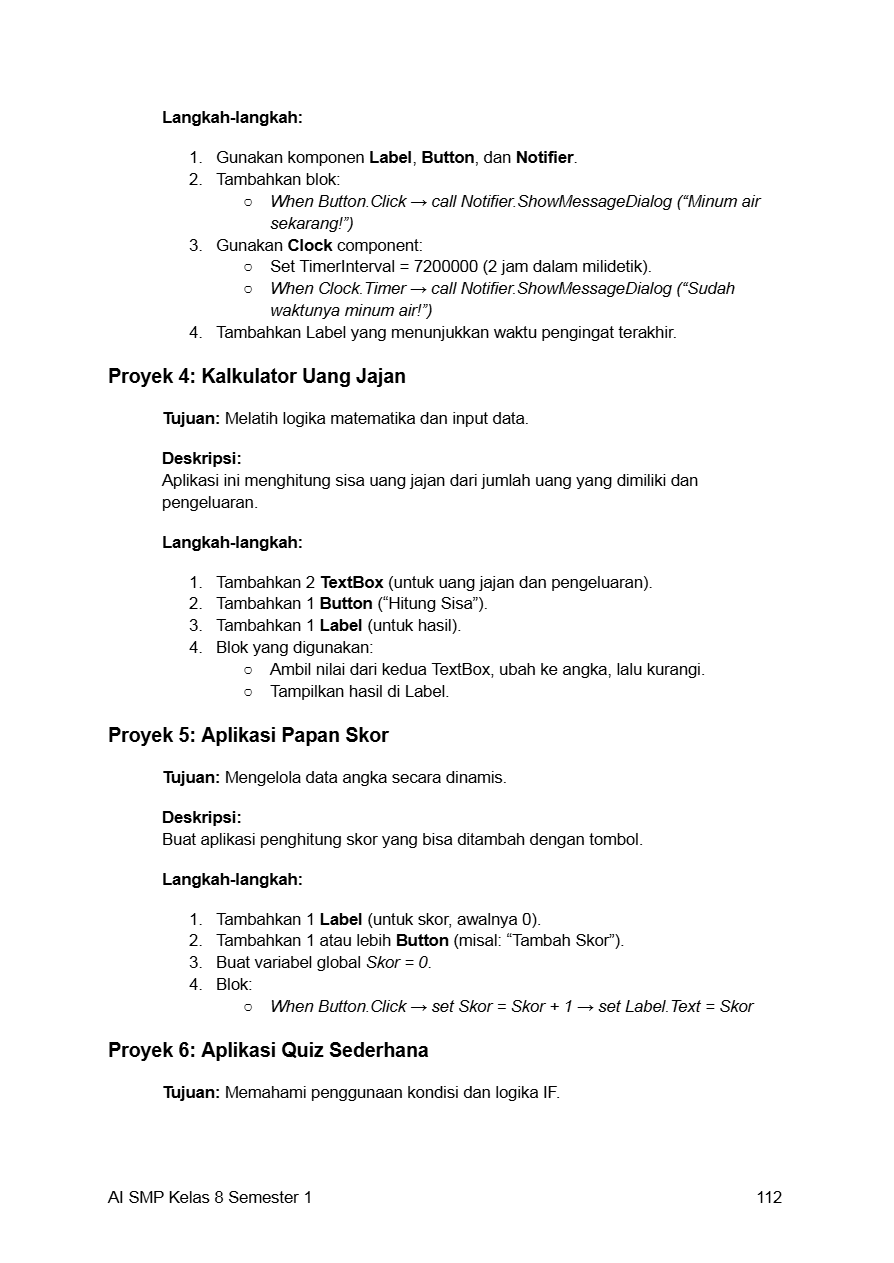 Langkah-langkah:
1. Gunakan komponen Label, Button, dan Notifier.
2. Tambahkan blok:
○ When Button.Click → call Notifier.ShowMessageDialog (“Minum air
sekarang!”)
3. Gunakan Clock component:
○ Set TimerInterval = 7200000 (2 jam dalam milidetik).
○ When Clock.Timer → call Notifier.ShowMessageDialog (“Sudah
waktunya minum air!”)
4. Tambahkan Label yang menunjukkan waktu pengingat terakhir.
Proyek 4: Kalkulator Uang Jajan
Tujuan: Melatih logika matematika dan input data.
Deskripsi:
Aplikasi ini menghitung sisa uang jajan dari jumlah uang yang dimiliki dan
pengeluaran.
Langkah-langkah:
1. Tambahkan 2 TextBox (untuk uang jajan dan pengeluaran).
2. Tambahkan 1 Button (“Hitung Sisa”).
3. Tambahkan 1 Label (untuk hasil).
4. Blok yang digunakan:
○ Ambil nilai dari kedua TextBox, ubah ke angka, lalu kurangi.
○ Tampilkan hasil di Label.
Proyek 5: Aplikasi Papan Skor
Tujuan: Mengelola data angka secara dinamis.
Deskripsi:
Buat aplikasi penghitung skor yang bisa ditambah dengan tombol.
Langkah-langkah:
1. Tambahkan 1 Label (untuk skor, awalnya 0).
2. Tambahkan 1 atau lebih Button (misal: “Tambah Skor”).
3. Buat variabel global Skor = 0.
4. Blok:
○ When Button.Click → set Skor = Skor + 1 → set Label.Text = Skor
Proyek 6: Aplikasi Quiz Sederhana
Tujuan: Memahami penggunaan kondisi dan logika IF.
AI SMP Kelas 8 Semester 1 112